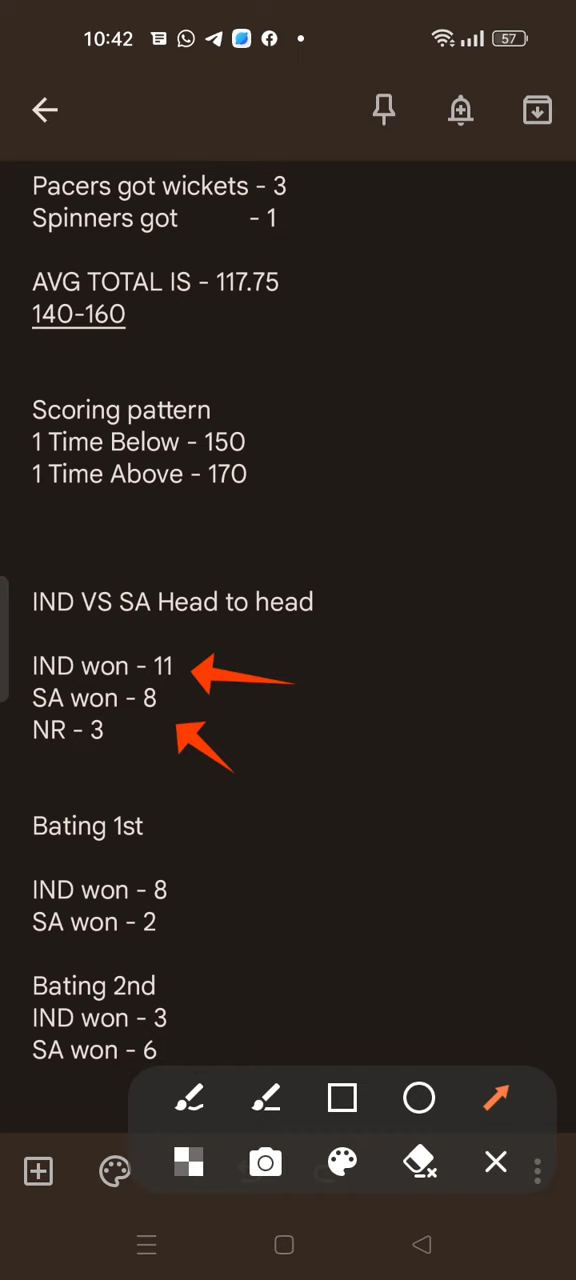 10:42
57
Pacers got wickets - 3
Spinners got - 1
AVG TOTAL IS - 117.75
140-160
Scoring pattern
1 Time Below - 150
1 Time Above - 170
IND VS SA Head to head
IND won - 11
SA won - 8
NR - 3
Bating 1st
IND won - 8
SA won - 2
Bating 2nd
IND won - 3
SA won - 6